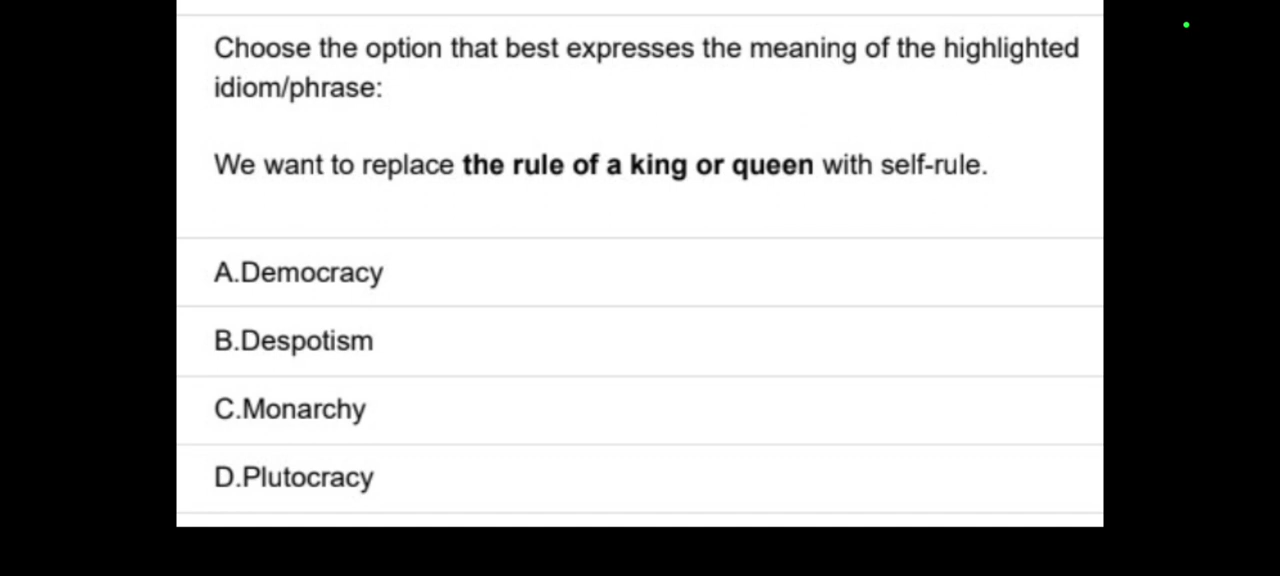 Choose the option that best expresses the meaning of the highlighted
idiom/phrase:
We want to replace the rule of a king or queen with self-rule.
A.Democracy
B.Despotism
C.Monarchy
D.Plutocracy